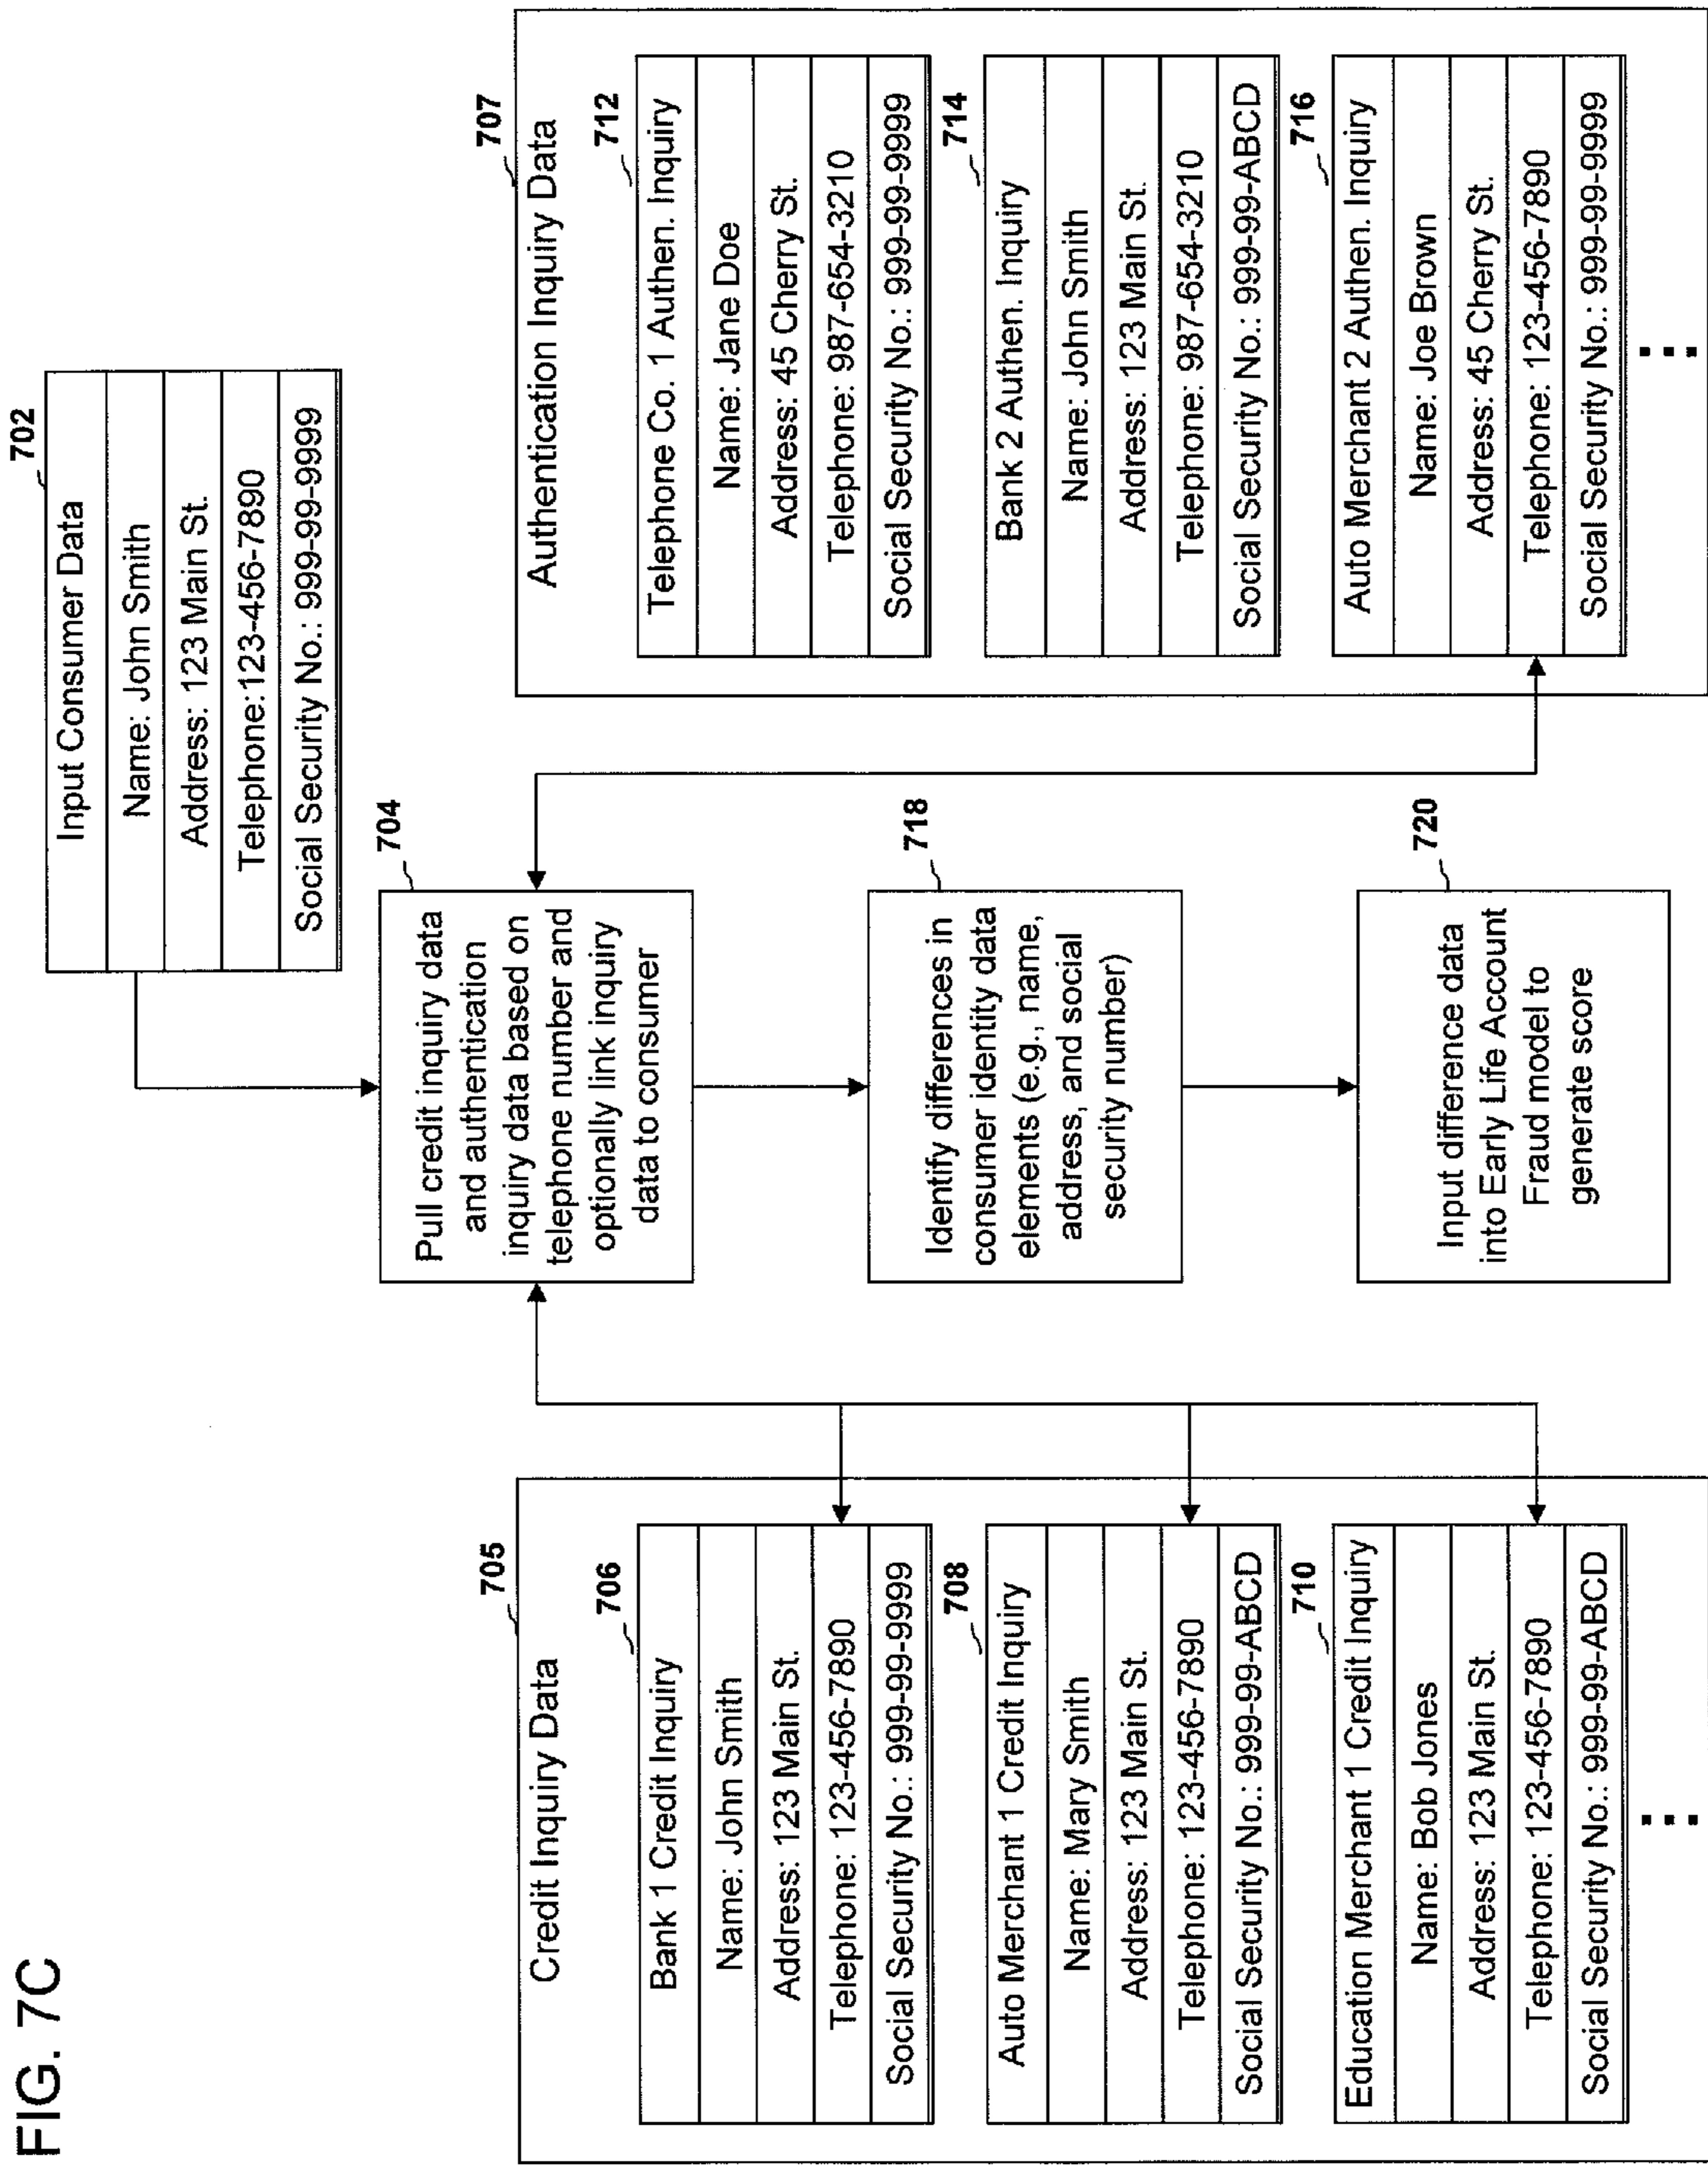 FIG. 7C
702
Input Consumer Data
Name: John Smith
Address: 123 Main St.
Telephone:123-456-7890
Social Security No.: 999-99-9999
704
Pull credit inquiry data
and authentication
inquiry data based on
telephone number and
optionally link inquiry
data to consumer
705
Credit Inquiry Data
706
Bank 1 Credit Inquiry
Name: John Smith
Address: 123 Main St.
Telephone: 123-456-7890
Social Security No.: 999-99-9999
708
Auto Merchant 1 Credit Inquiry
Name: Mary Smith
Address: 123 Main St.
Telephone: 123-456-7890
Social Security No.: 999-99-ABCD
710
Education Merchant 1 Credit Inquiry
Name: Bob Jones
Address: 123 Main St.
Telephone: 123-456-7890
Social Security No.: 999-99-ABCD
718
Identify differences in
consumer identity data
elements (e.g., name,
address, and social
security number)
720
Input difference data
into Early Life Account
Fraud model to
generate score
707
Authentication Inquiry Data
712
Telephone Co. 1 Authen. Inquiry
Name: Jane Doe
Address: 45 Cherry St.
Telephone: 987-654-3210
Social Security No.: 999-99-9999
714
Bank 2 Authen. Inquiry
Name: John Smith
Address: 123 Main St.
Telephone: 987-654-3210
Social Security No.: 999-99-ABCD
716
Auto Merchant 2 Authen. Inquiry
Name: Joe Brown
Address: 45 Cherry St.
Telephone: 123-456-7890
Social Security No.: 999-99-9999